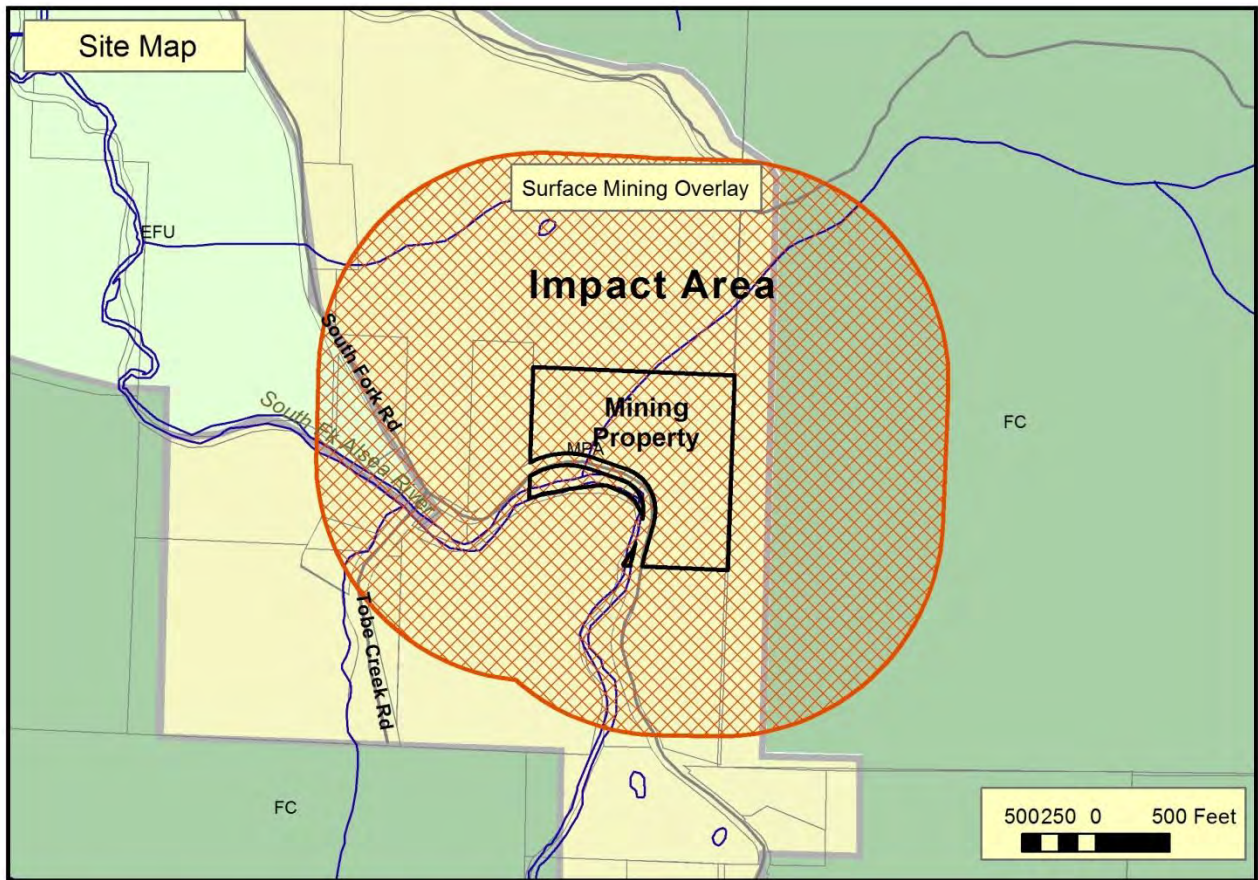 Site Map
Surface Mining Overlay
EFU
Impact Area
South Fork Rd
Mining
Property
MPA
South Fk Alsea River
FC
Tobe Creek Rd
FC
500250 0 500 Feet